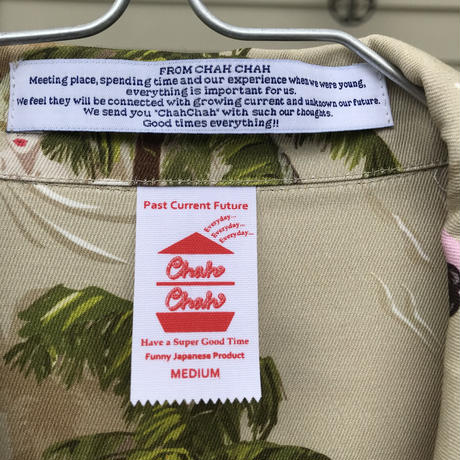 FROM CHAH CHAH
Meeting place, spending time and our experience when we were young,
everything is important for us.
We feel they will be connected with growing current and unknown our future.
We send you "ChahChah" with such our thoughts.
Good times everything!!
Past Current Future
Everyday...
Everyday...
Everyday...
Chah
Chah
Have a Super Good Time
Funny Japanese Product
MEDIUM